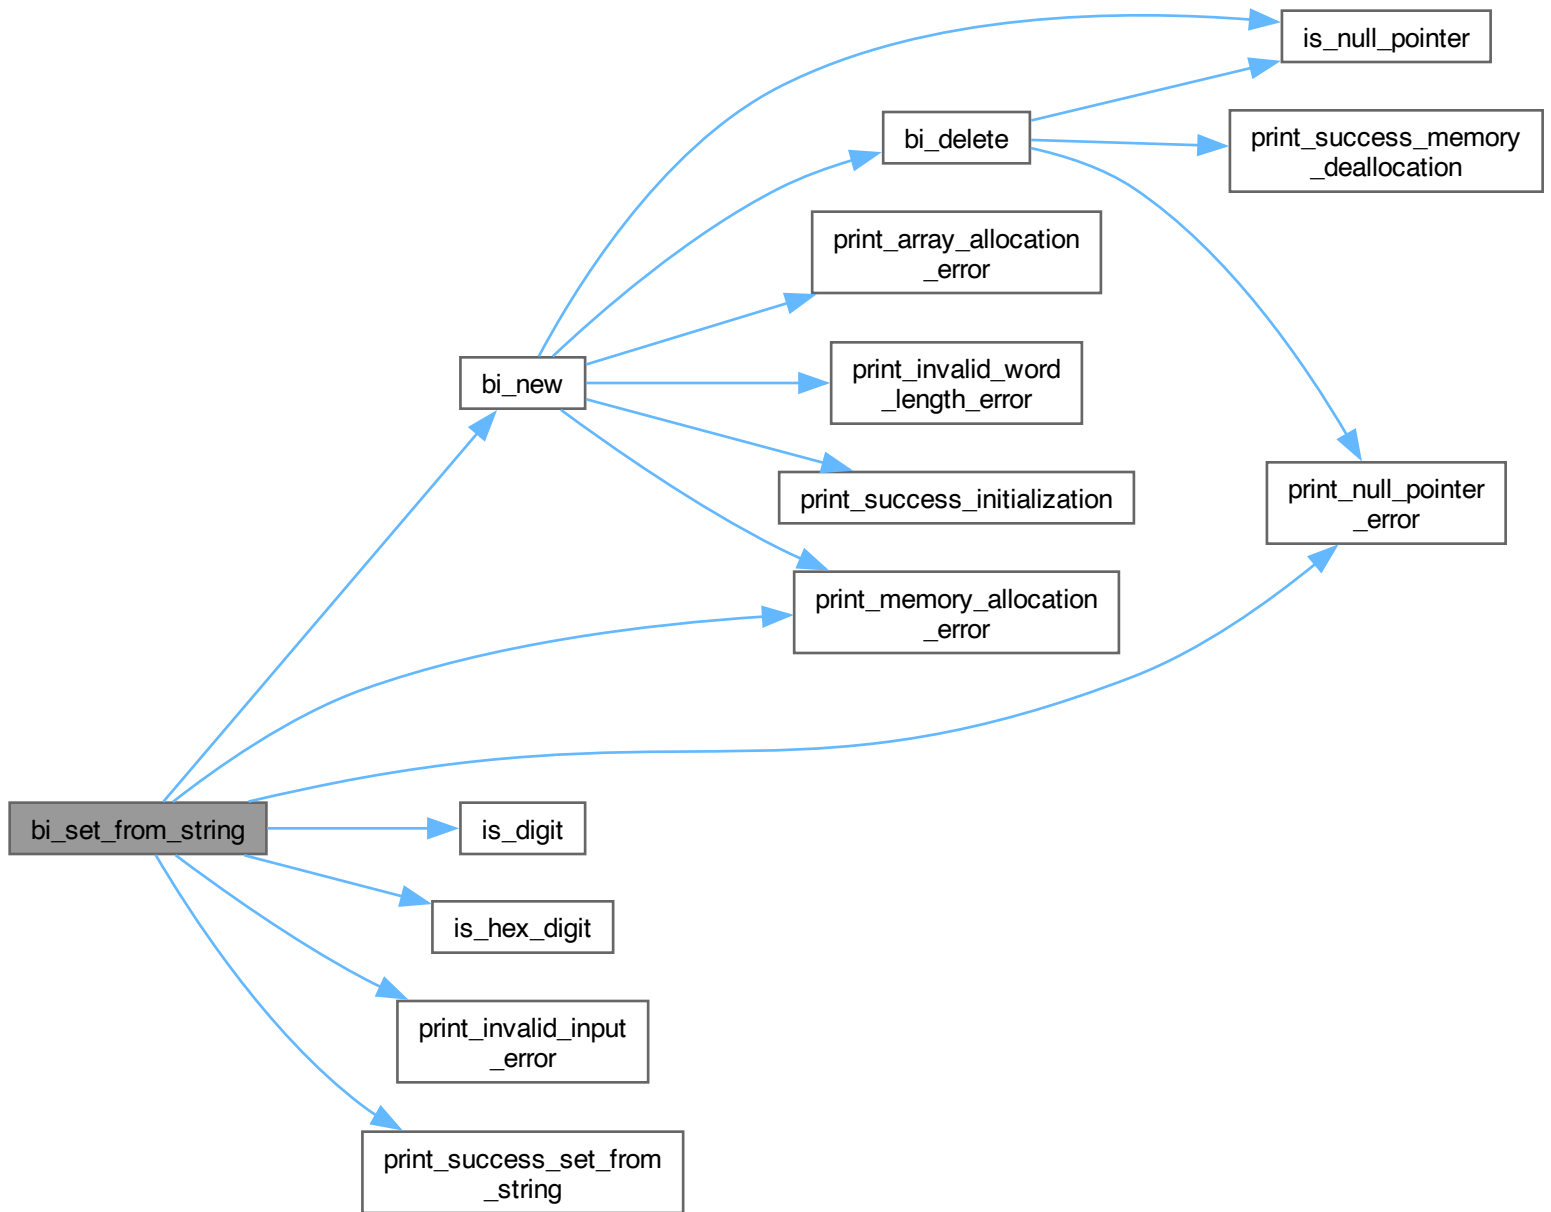 is_null_pointer
bi_delete
print_success_memory
_deallocation
print_array_allocation
_error
bi_new
print_invalid_word
_length_error
print_success_initialization
print_null_pointer
_error
print_memory_allocation
_error
bi_set_from_string
is_digit
is_hex_digit
print_invalid_input
_error
print_success_set_from
_string